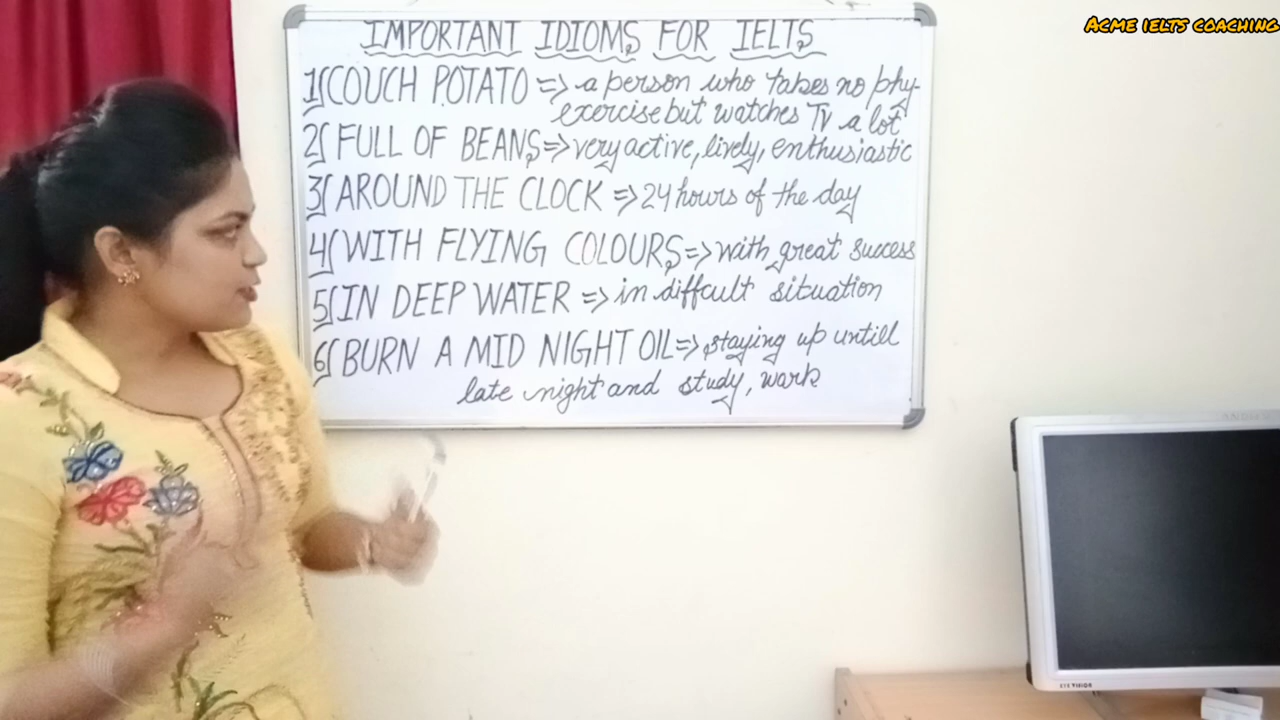 ACME IELTS COACHING
IMPORTANT IDIOMS FOR IELTS
1) COUCH POTATO => a person who takes no phy-
exercise but watches TV a lot
2) FULL OF BEANS => very active, lively, enthusiastic
3) AROUND THE CLOCK => 24 hours of the day
4) WITH FLYING COLOURS => with great success
5) IN DEEP WATER => in diffcult situation
6) BURN A MID NIGHT OIL => staying up untill
late night and study, work